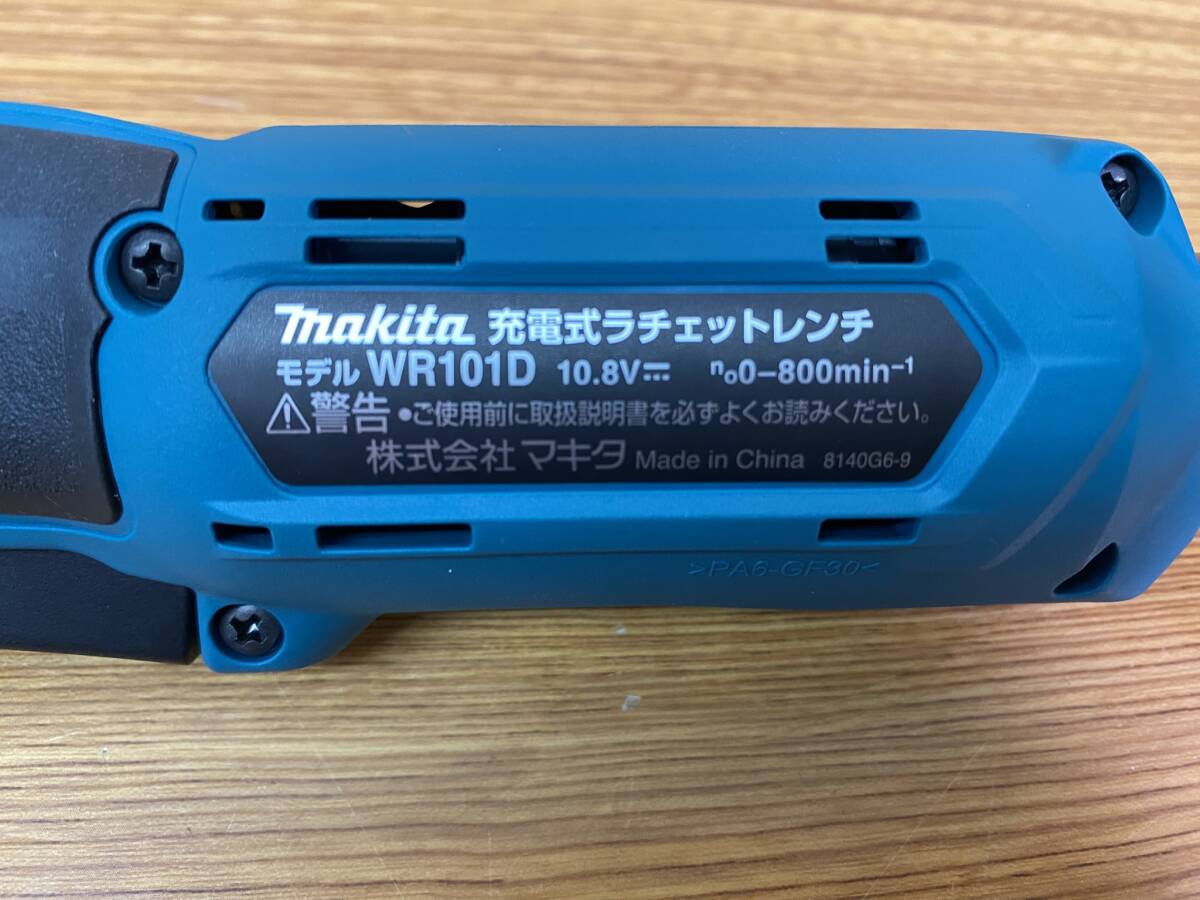 makita 充電式ラチェットレンチ
モデル WR101D 10.8V⎓ n₀0-800min⁻¹
⚠警告 •ご使用前に取扱説明書を必ずよくお読みください。
株式会社 マキタ Made in China 8140G6-9
>PA6-GF30<